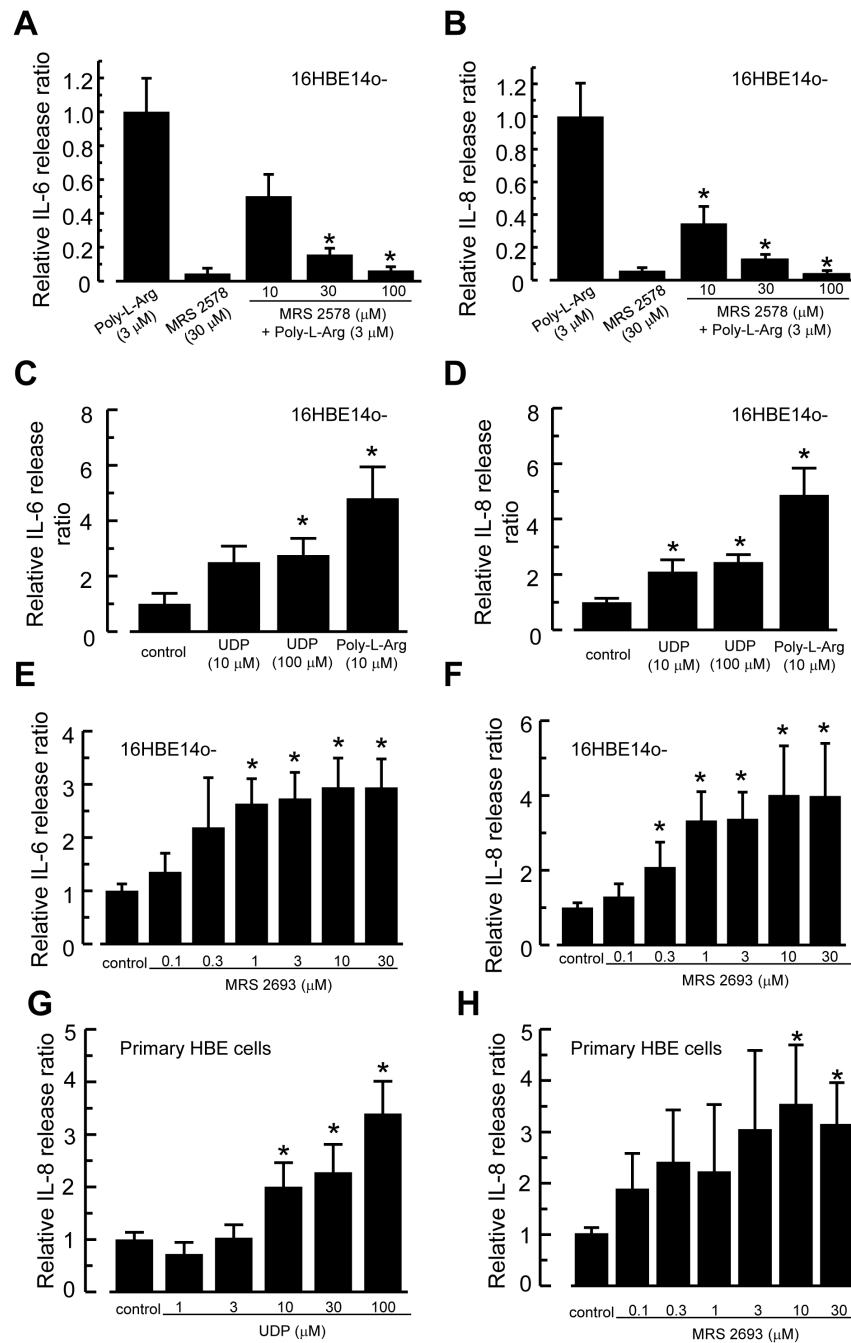 A
Relative IL-6 release ratio
16HBE14o-
1.2
1.0
0.8
0.6
0.4
0.2
0
*
*
Poly-L-Arg
(3 μM)
MRS 2578
(30 μM)
10 30 100
MRS 2578 (μM)
+ Poly-L-Arg (3 μM)
B
Relative IL-8 release ratio
16HBE14o-
1.2
1.0
0.8
0.6
0.4
0.2
0
*
*
*
Poly-L-Arg
(3 μM)
MRS 2578
(30 μM)
10 30 100
MRS 2578 (μM)
+ Poly-L-Arg (3 μM)
C
Relative IL-6 release
ratio
16HBE14o-
8
6
4
2
0
*
*
control UDP UDP Poly-L-Arg
(10 μM) (100 μM) (10 μM)
D
Relative IL-8 release
ratio
16HBE14o-
8
6
4
2
0
*
*
*
control UDP UDP Poly-L-Arg
(10 μM) (100 μM) (10 μM)
E
Relative IL-6 release ratio
16HBE14o-
4
3
2
1
0
* * * *
control 0.1 0.3 1 3 10 30
MRS 2693 (μM)
F
Relative IL-8 release ratio
16HBE14o-
6
4
2
0
* * * * *
control 0.1 0.3 1 3 10 30
MRS 2693 (μM)
G
Relative IL-8 release ratio
Primary HBE cells
5
4
3
2
1
0
* * *
control 1 3 10 30 100
UDP (μM)
H
Relative IL-8 release ratio
Primary HBE cells
5
4
3
2
1
0
* *
control 0.1 0.3 1 3 10 30
MRS 2693 (μM)